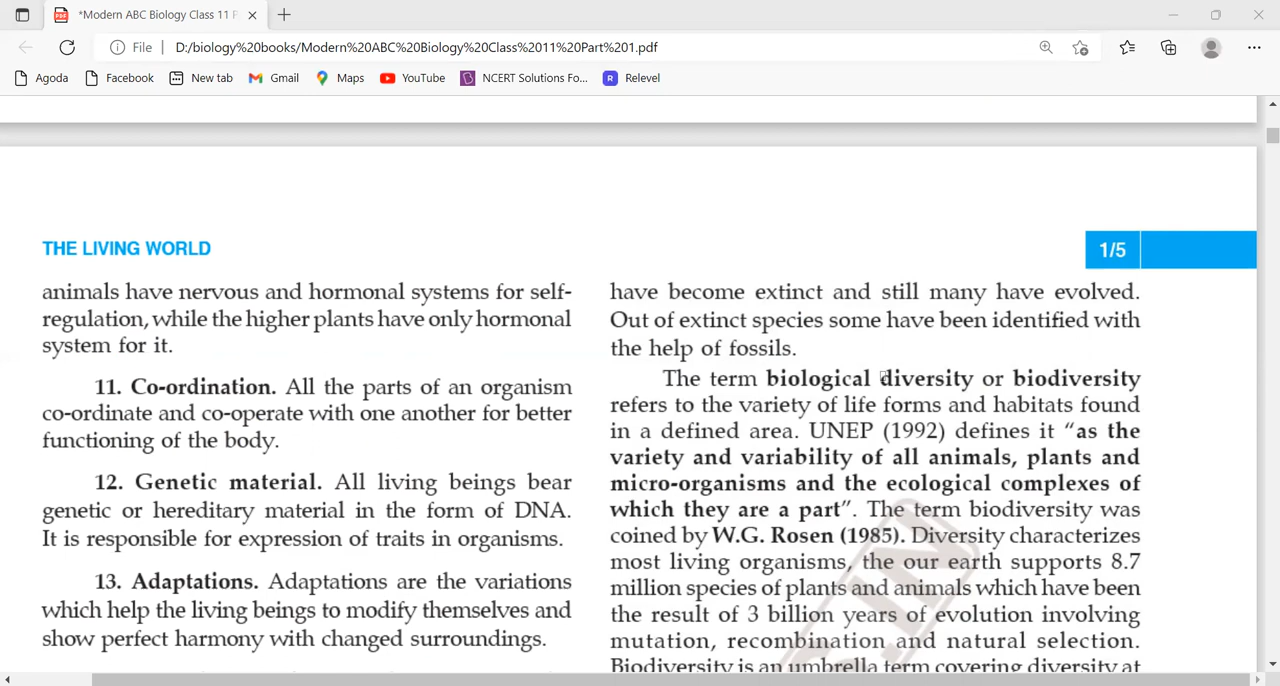 *Modern ABC Biology Class 11 P
File
D:/biology%20books/Modern%20ABC%20Biology%20Class%2011%20Part%201.pdf
Agoda Facebook New tab Gmail Maps YouTube NCERT Solutions Fo... Relevel
THE LIVING WORLD
1/5
animals have nervous and hormonal systems for self-
regulation, while the higher plants have only hormonal
system for it.
11. Co-ordination. All the parts of an organism
co-ordinate and co-operate with one another for better
functioning of the body.
12. Genetic material. All living beings bear
genetic or hereditary material in the form of DNA.
It is responsible for expression of traits in organisms.
13. Adaptations. Adaptations are the variations
which help the living beings to modify themselves and
show perfect harmony with changed surroundings.
have become extinct and still many have evolved.
Out of extinct species some have been identified with
the help of fossils.
The term biological diversity or biodiversity
refers to the variety of life forms and habitats found
in a defined area. UNEP (1992) defines it "as the
variety and variability of all animals, plants and
micro-organisms and the ecological complexes of
which they are a part". The term biodiversity was
coined by W.G. Rosen (1985). Diversity characterizes
most living organisms, the our earth supports 8.7
million species of plants and animals which have been
the result of 3 billion years of evolution involving
mutation, recombination and natural selection.
Biodiversity is an umbrella term covering diversity at